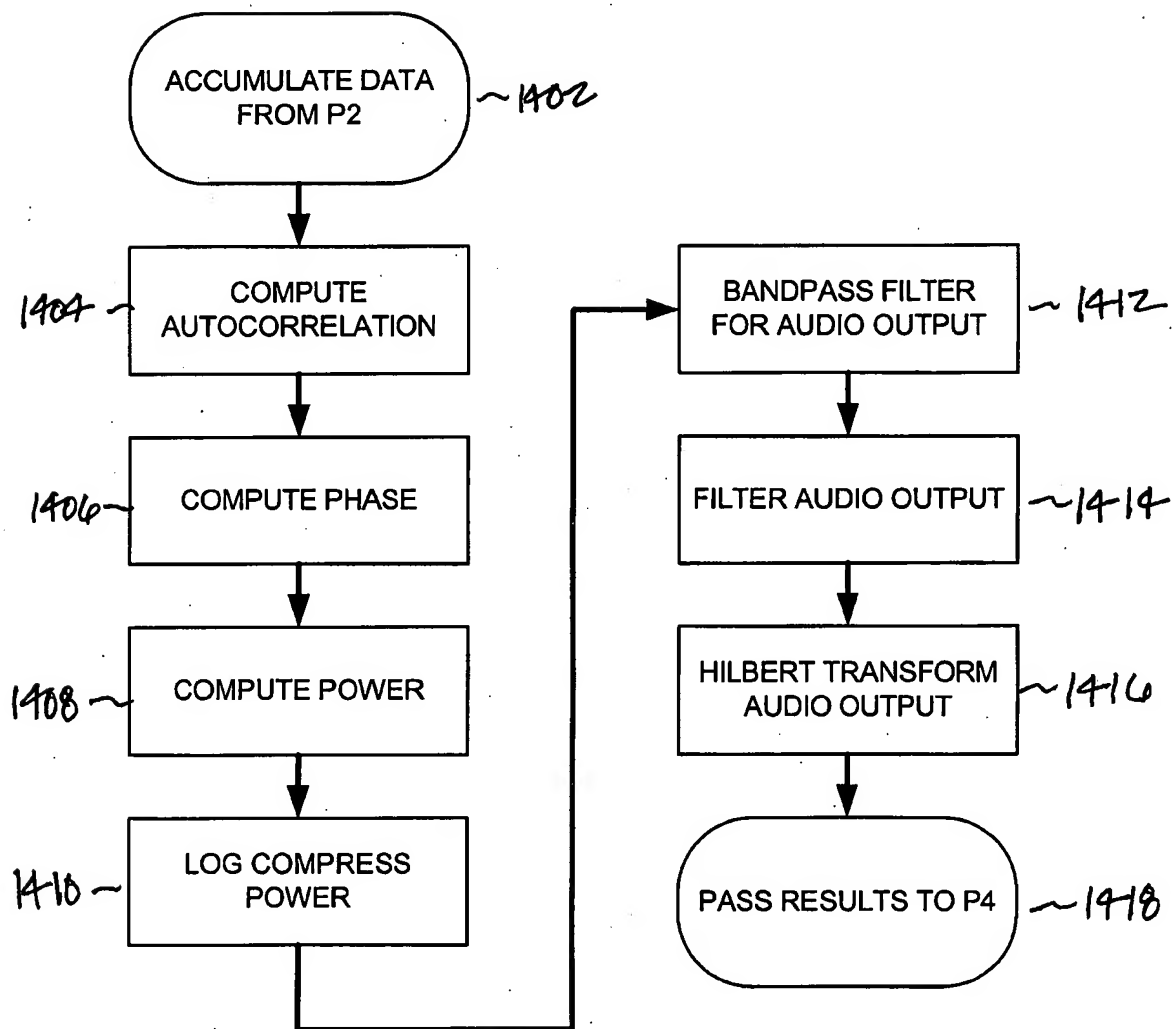 ACCUMULATE DATA
FROM P2
~1402
1404
COMPUTE
AUTOCORRELATION
1406~
COMPUTE PHASE
1408~
COMPUTE POWER
1410~
LOG COMPRESS
POWER
BANDPASS FILTER
FOR AUDIO OUTPUT
~1412
FILTER AUDIO OUTPUT
~1414
HILBERT TRANSFORM
AUDIO OUTPUT
~1416
PASS RESULTS TO P4
~1418